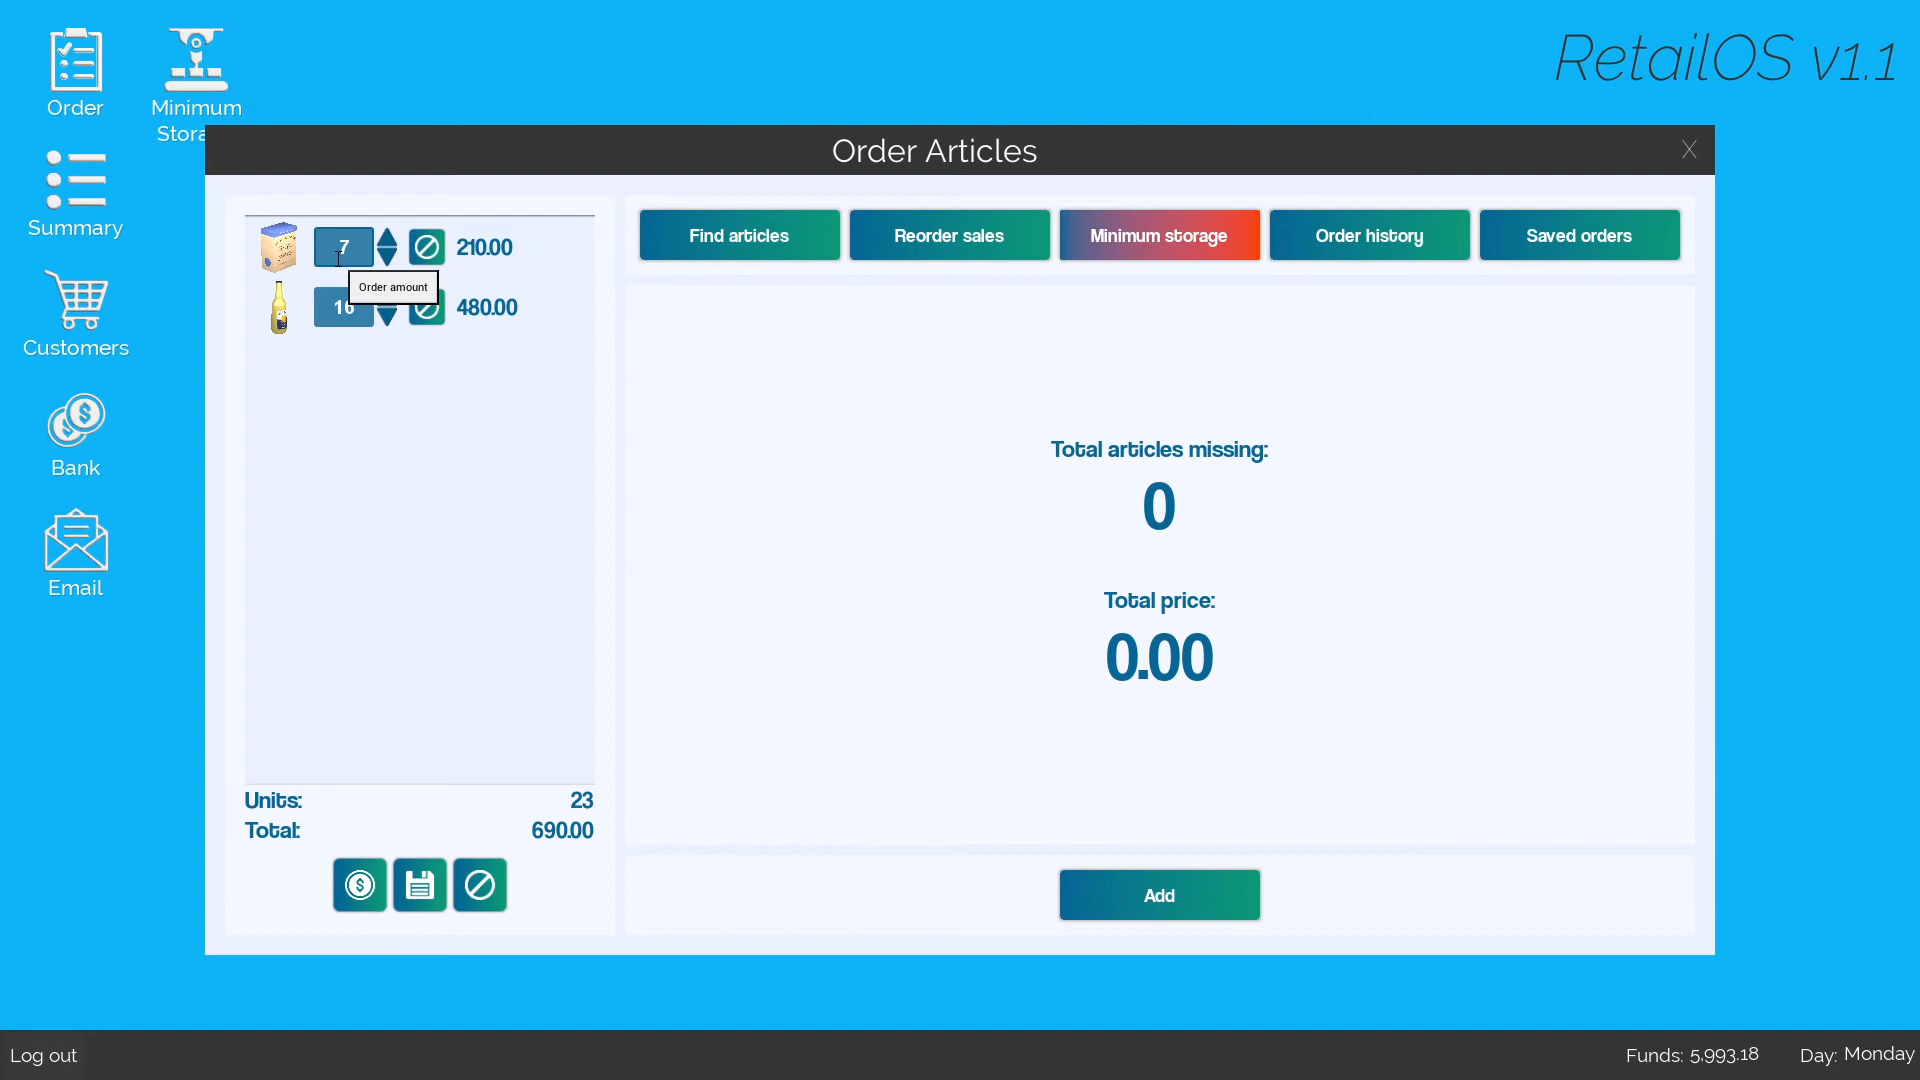 RetailOS v1.1
Order
Minimum
Stora
Summary
Customers
Bank
Email
Order Articles
X
7
210.00
Order amount
16
480.00
Units: 23
Total: 690.00
Find articles
Reorder sales
Minimum storage
Order history
Saved orders
Total articles missing:
0
Total price:
0.00
Add
Log out
Funds: 5,993.18
Day: Monday